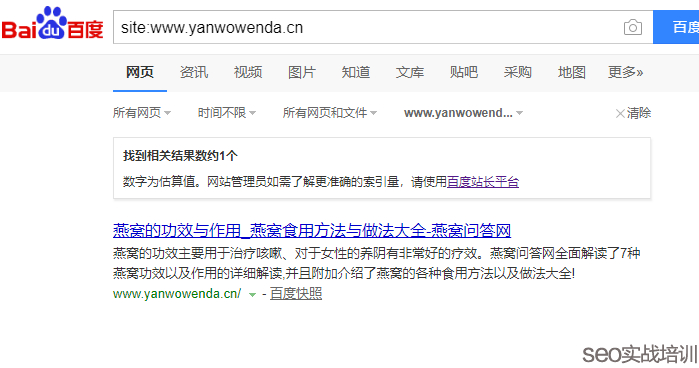 Bai du 百度
site:www.yanwowenda.cn
百度
网页 资讯 视频 图片 知道 文库 贴吧 采购 地图 更多»
所有网页 时间不限 所有网页和文件 www.yanwowend... ×清除
找到相关结果数约1个
数字为估算值。网站管理员如需了解更准确的索引量，请使用百度站长平台
燕窝的功效与作用_燕窝食用方法与做法大全-燕窝问答网
燕窝的功效主要用于治疗咳嗽、对于女性的养阴有非常好的疗效。燕窝问答网全面解读了7种
燕窝功效以及作用的详细解读,并且附加介绍了燕窝的各种食用方法以及做法大全!
www.yanwowenda.cn/ - 百度快照
seo实战培训